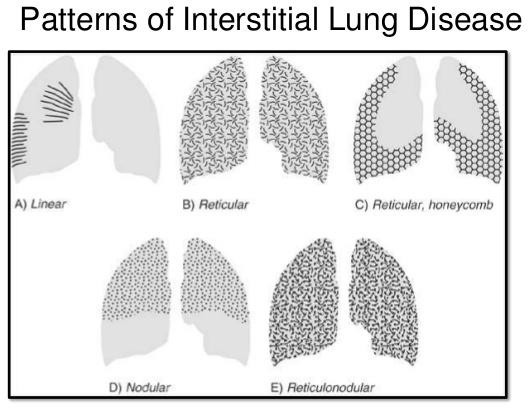 Patterns of Interstitial Lung Disease
A) Linear
B) Reticular
C) Reticular, honeycomb
D) Nodular
E) Reticulonodular